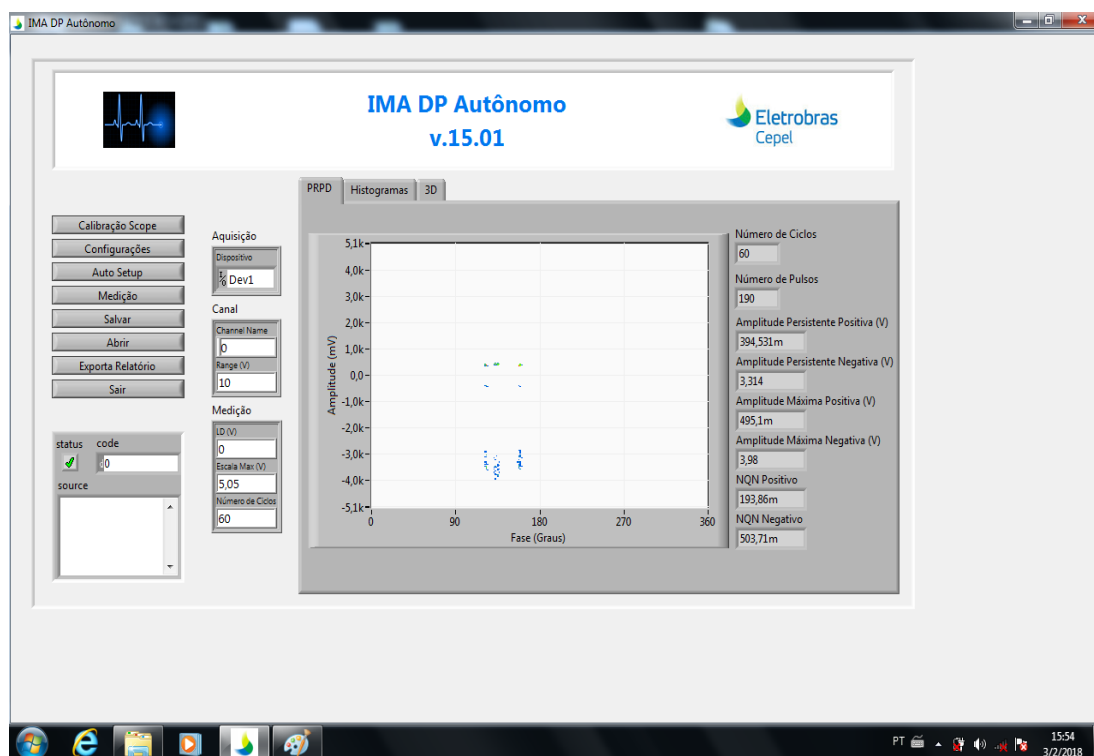 IMA DP Autônomo
IMA DP Autônomo
v.15.01
Eletrobras
Cepel
PRPD
Histogramas
3D
Calibração Scope
Configurações
Auto Setup
Medição
Salvar
Abrir
Exporta Relatório
Sair
status
code
0
source
Aquisição
Dispositivo
Dev1
Canal
Channel Name
0
Range (V)
10
Medição
LD (V)
0
Escala Max (V)
5,05
Número de Ciclos
60
Amplitude (mV)
5,1k
4,0k
3,0k
2,0k
1,0k
0,0
-1,0k
-2,0k
-3,0k
-4,0k
-5,1k
0
90
180
270
360
Fase (Graus)
Número de Ciclos
60
Número de Pulsos
190
Amplitude Persistente Positiva (V)
394,531m
Amplitude Persistente Negativa (V)
3,314
Amplitude Máxima Positiva (V)
495,1m
Amplitude Máxima Negativa (V)
3,98
NQN Positivo
193,86m
NQN Negativo
503,71m
PT
15:54
3/2/2018